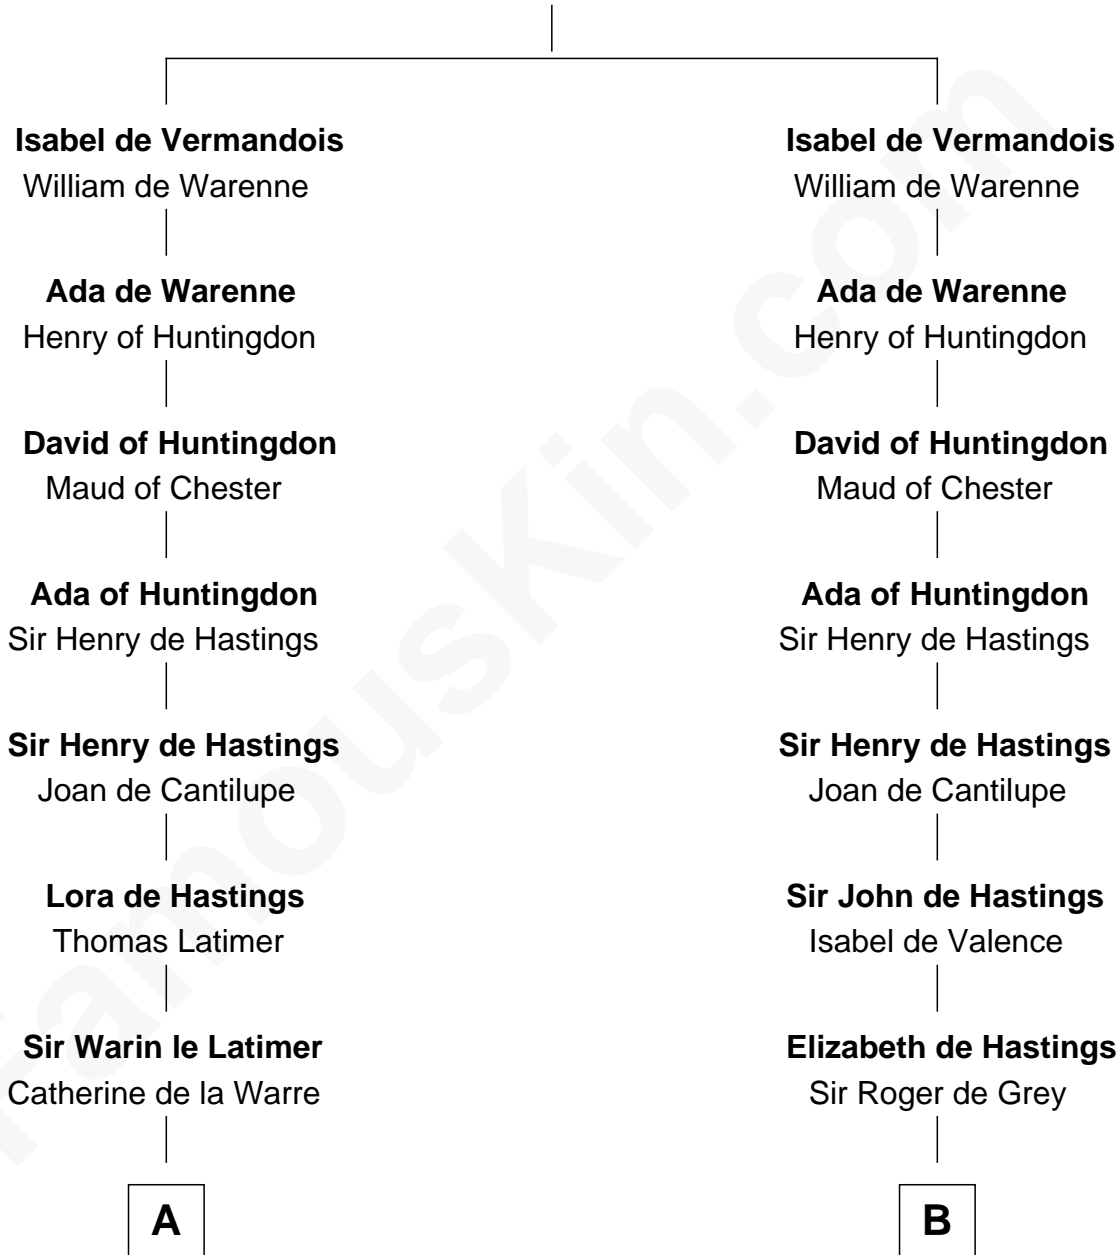 Isabel de Vermandois
William de Warenne
Ada de Warenne
Henry of Huntingdon
David of Huntingdon
Maud of Chester
Ada of Huntingdon
Sir Henry de Hastings
Sir Henry de Hastings
Joan de Cantilupe
Lora de Hastings
Thomas Latimer
Sir Warin le Latimer
Catherine de la Warre
A
Isabel de Vermandois
William de Warenne
Ada de Warenne
Henry of Huntingdon
David of Huntingdon
Maud of Chester
Ada of Huntingdon
Sir Henry de Hastings
Sir Henry de Hastings
Joan de Cantilupe
Sir John de Hastings
Isabel de Valence
Elizabeth de Hastings
Sir Roger de Grey
B
FamousKin.com